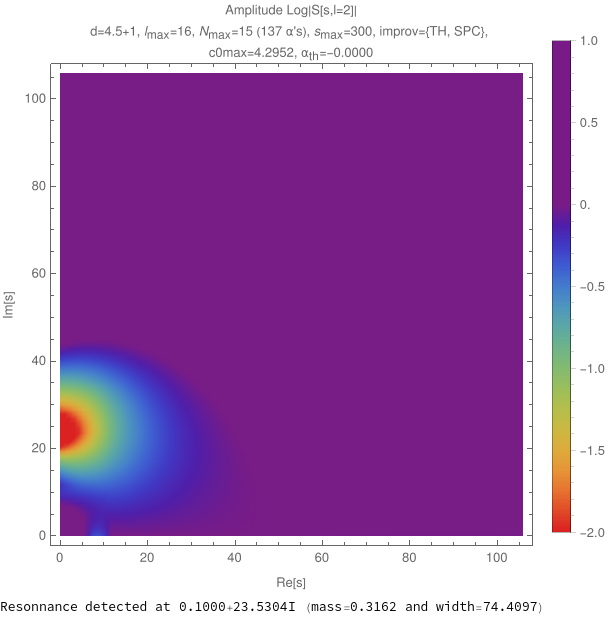 Amplitude Log|S[s,l=2]|
d=4.5+1, lmax=16, Nmax=15 (137 α's), smax=300, improv={TH, SPC},
c0max=4.2952, αth=−0.0000
1.0
0.5
0.
−0.5
−1.0
−1.5
−2.0
100
80
60
40
20
0
Im[s]
0 20 40 60 80 100
Re[s]
Resonnance detected at 0.1000+23.5304I (mass=0.3162 and width=74.4097)